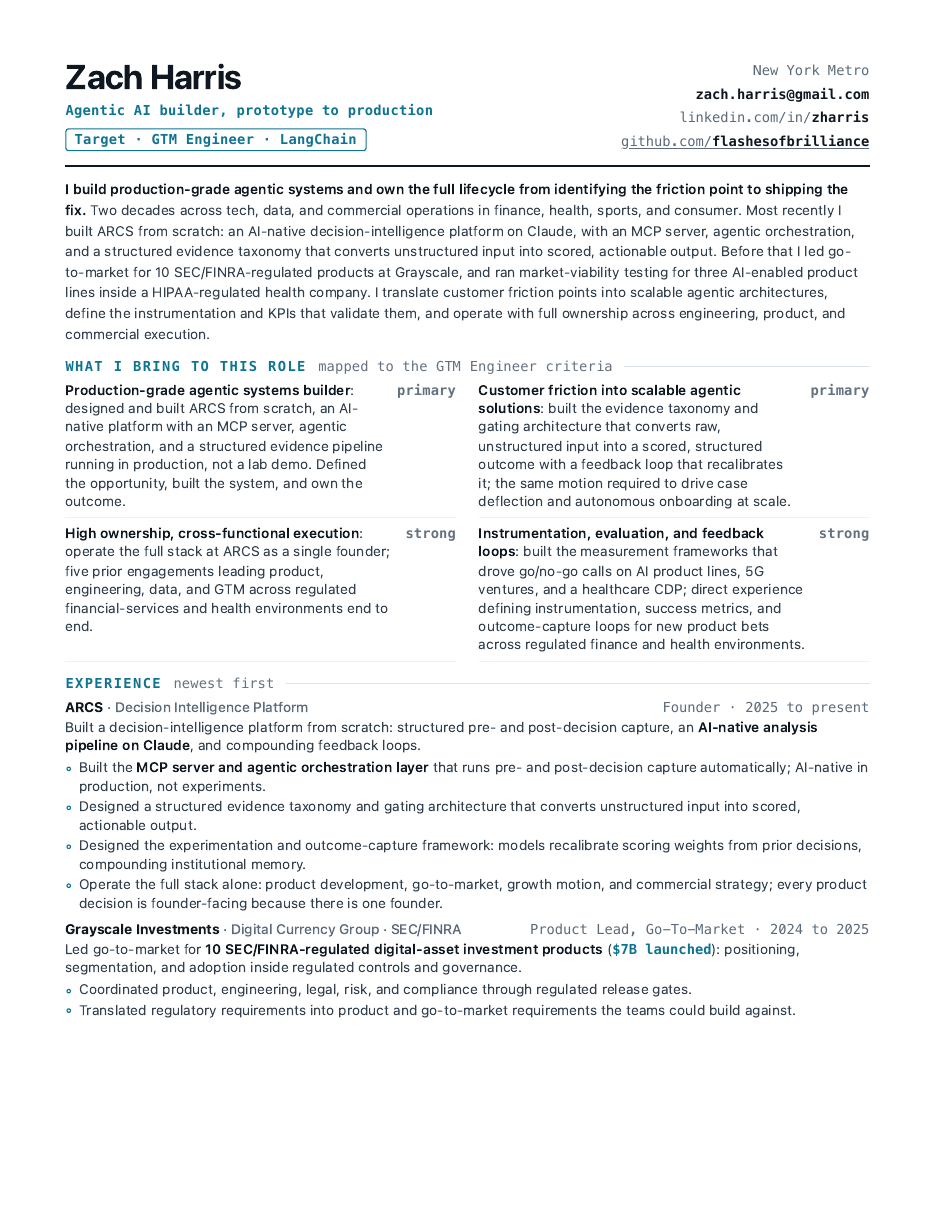 Zach Harris
Agentic AI builder, prototype to production
Target · GTM Engineer · LangChain
New York Metro
zach.harris@gmail.com
linkedin.com/in/zharris
github.com/flashesofbrilliance
I build production-grade agentic systems and own the full lifecycle from identifying the friction point to shipping the
fix. Two decades across tech, data, and commercial operations in finance, health, sports, and consumer. Most recently I
built ARCS from scratch: an AI-native decision-intelligence platform on Claude, with an MCP server, agentic orchestration,
and a structured evidence taxonomy that converts unstructured input into scored, actionable output. Before that I led go-
to-market for 10 SEC/FINRA-regulated products at Grayscale, and ran market-viability testing for three AI-enabled product
lines inside a HIPAA-regulated health company. I translate customer friction points into scalable agentic architectures,
define the instrumentation and KPIs that validate them, and operate with full ownership across engineering, product, and
commercial execution.
WHAT I BRING TO THIS ROLE mapped to the GTM Engineer criteria
Production-grade agentic systems builder: primary
designed and built ARCS from scratch, an AI-
native platform with an MCP server, agentic
orchestration, and a structured evidence pipeline
running in production, not a lab demo. Defined
the opportunity, built the system, and own the
outcome.
Customer friction into scalable agentic primary
solutions: built the evidence taxonomy and
gating architecture that converts raw,
unstructured input into a scored, structured
outcome with a feedback loop that recalibrates
it; the same motion required to drive case
deflection and autonomous onboarding at scale.
High ownership, cross-functional execution: strong
operate the full stack at ARCS as a single founder;
five prior engagements leading product,
engineering, data, and GTM across regulated
financial-services and health environments end to
end.
Instrumentation, evaluation, and feedback strong
loops: built the measurement frameworks that
drove go/no-go calls on AI product lines, 5G
ventures, and a healthcare CDP; direct experience
defining instrumentation, success metrics, and
outcome-capture loops for new product bets
across regulated finance and health environments.
EXPERIENCE newest first
ARCS · Decision Intelligence Platform Founder · 2025 to present
Built a decision-intelligence platform from scratch: structured pre- and post-decision capture, an AI-native analysis
pipeline on Claude, and compounding feedback loops.
Built the MCP server and agentic orchestration layer that runs pre- and post-decision capture automatically; AI-native in
production, not experiments.
Designed a structured evidence taxonomy and gating architecture that converts unstructured input into scored,
actionable output.
Designed the experimentation and outcome-capture framework: models recalibrate scoring weights from prior decisions,
compounding institutional memory.
Operate the full stack alone: product development, go-to-market, growth motion, and commercial strategy; every product
decision is founder-facing because there is one founder.
Grayscale Investments · Digital Currency Group · SEC/FINRA Product Lead, Go-To-Market · 2024 to 2025
Led go-to-market for 10 SEC/FINRA-regulated digital-asset investment products ($7B launched): positioning,
segmentation, and adoption inside regulated controls and governance.
Coordinated product, engineering, legal, risk, and compliance through regulated release gates.
Translated regulatory requirements into product and go-to-market requirements the teams could build against.